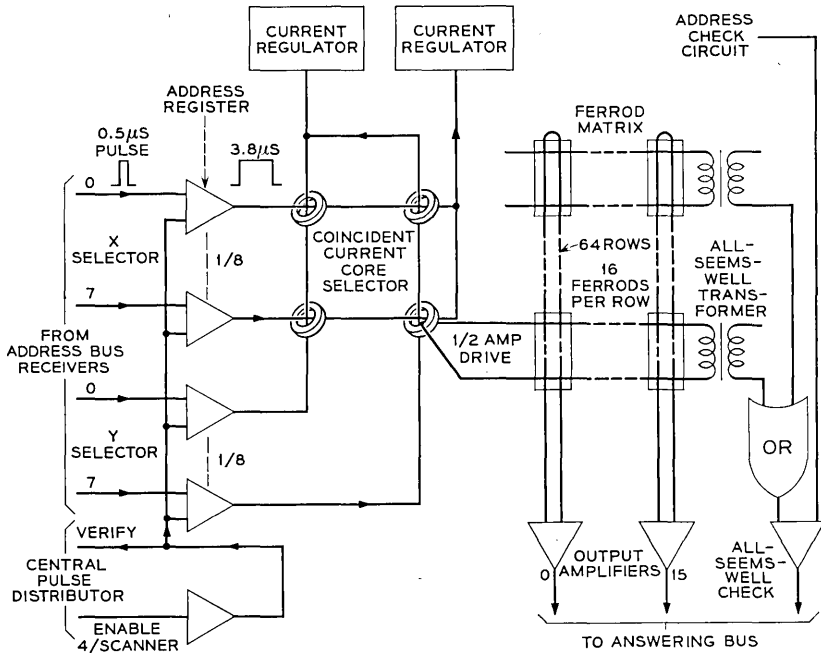 CURRENT
REGULATOR
CURRENT
REGULATOR
ADDRESS
CHECK
CIRCUIT
ADDRESS
REGISTER
0.5μS
PULSE
3.8μS
FERROD
MATRIX
0
X
SELECTOR
1/8
7
COINCIDENT
CURRENT
CORE
SELECTOR
64 ROWS
16
FERRODS
PER ROW
ALL-
SEEMS-
WELL
TRANS-
FORMER
FROM
ADDRESS BUS
RECEIVERS
1/2 AMP
DRIVE
0
Y
SELECTOR
1/8
7
OR
VERIFY
CENTRAL
PULSE
DISTRIBUTOR
ENABLE
4/SCANNER
0
OUTPUT
AMPLIFIERS
15
ALL-
SEEMS-
WELL
CHECK
TO ANSWERING BUS